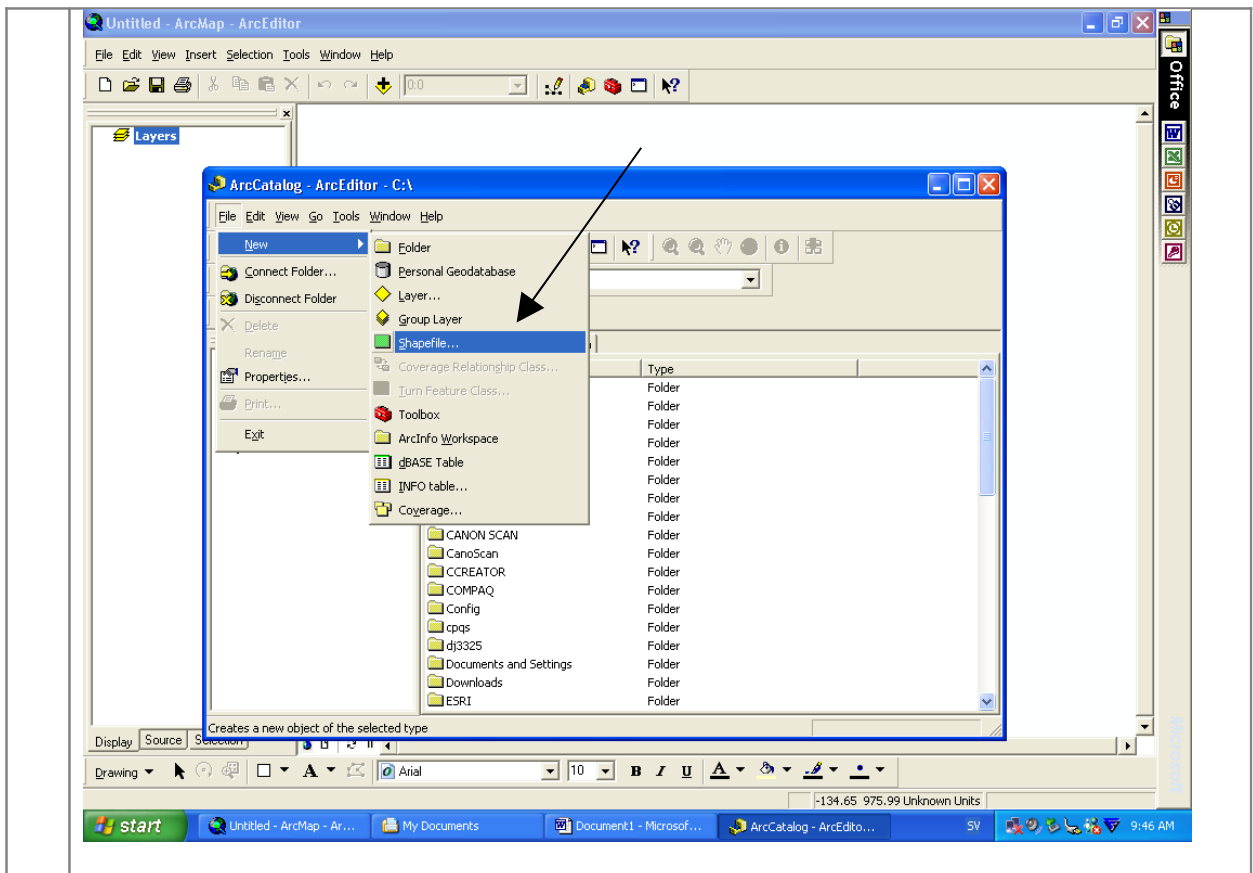 Untitled - ArcMap - ArcEditor
File Edit View Insert Selection Tools Window Help
0:0
Office
Layers
ArcCatalog - ArcEditor - C:\
File Edit View Go Tools Window Help
New
Connect Folder...
Disconnect Folder
Delete
Rename
Properties...
Print...
Exit
Folder
Personal Geodatabase
Layer...
Group Layer
Shapefile...
Coverage Relationship Class...
Turn Feature Class...
Toolbox
ArcInfo Workspace
dBASE Table
INFO table...
Coverage...
Type
Folder
Folder
Folder
Folder
Folder
Folder
Folder
Folder
CANON SCAN Folder
CanoScan Folder
CCREATOR Folder
COMPAQ Folder
Config Folder
cpqs Folder
dj3325 Folder
Documents and Settings Folder
Downloads Folder
ESRI Folder
Creates a new object of the selected type
Display Source Selection
Microsoft
Drawing A Arial 10 B I U A
-134.65 975.99 Unknown Units
start Untitled - ArcMap - Ar... My Documents Document1 - Microsof... ArcCatalog - ArcEdito... SV 9:46 AM